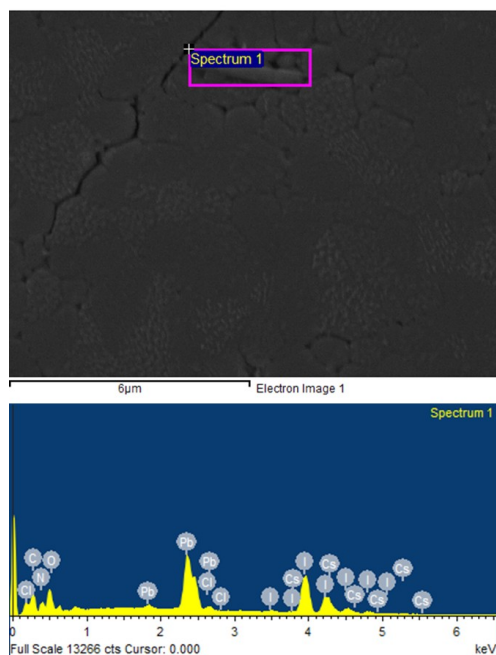 Spectrum 1
6µm
Electron Image 1
Spectrum 1
Cl C N O Pb Pb Pb Cl Cl I I Cs I I Cs I Cs I Cs I Cs Cs
0 1 2 3 4 5 6
Full Scale 13266 cts Cursor: 0.000 keV